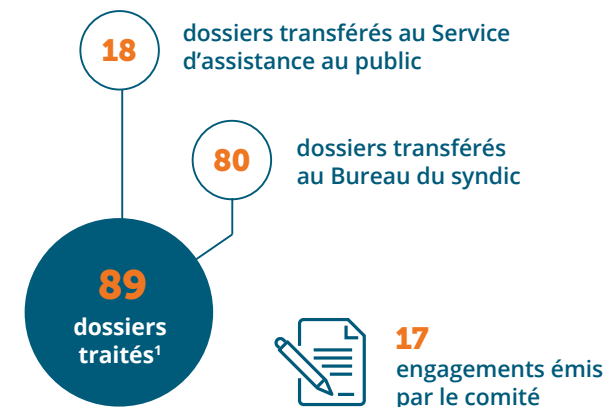 18
dossiers transférés au Service
d’assistance au public
80
dossiers transférés
au Bureau du syndic
89
dossiers
traités¹
17
engagements émis
par le comité